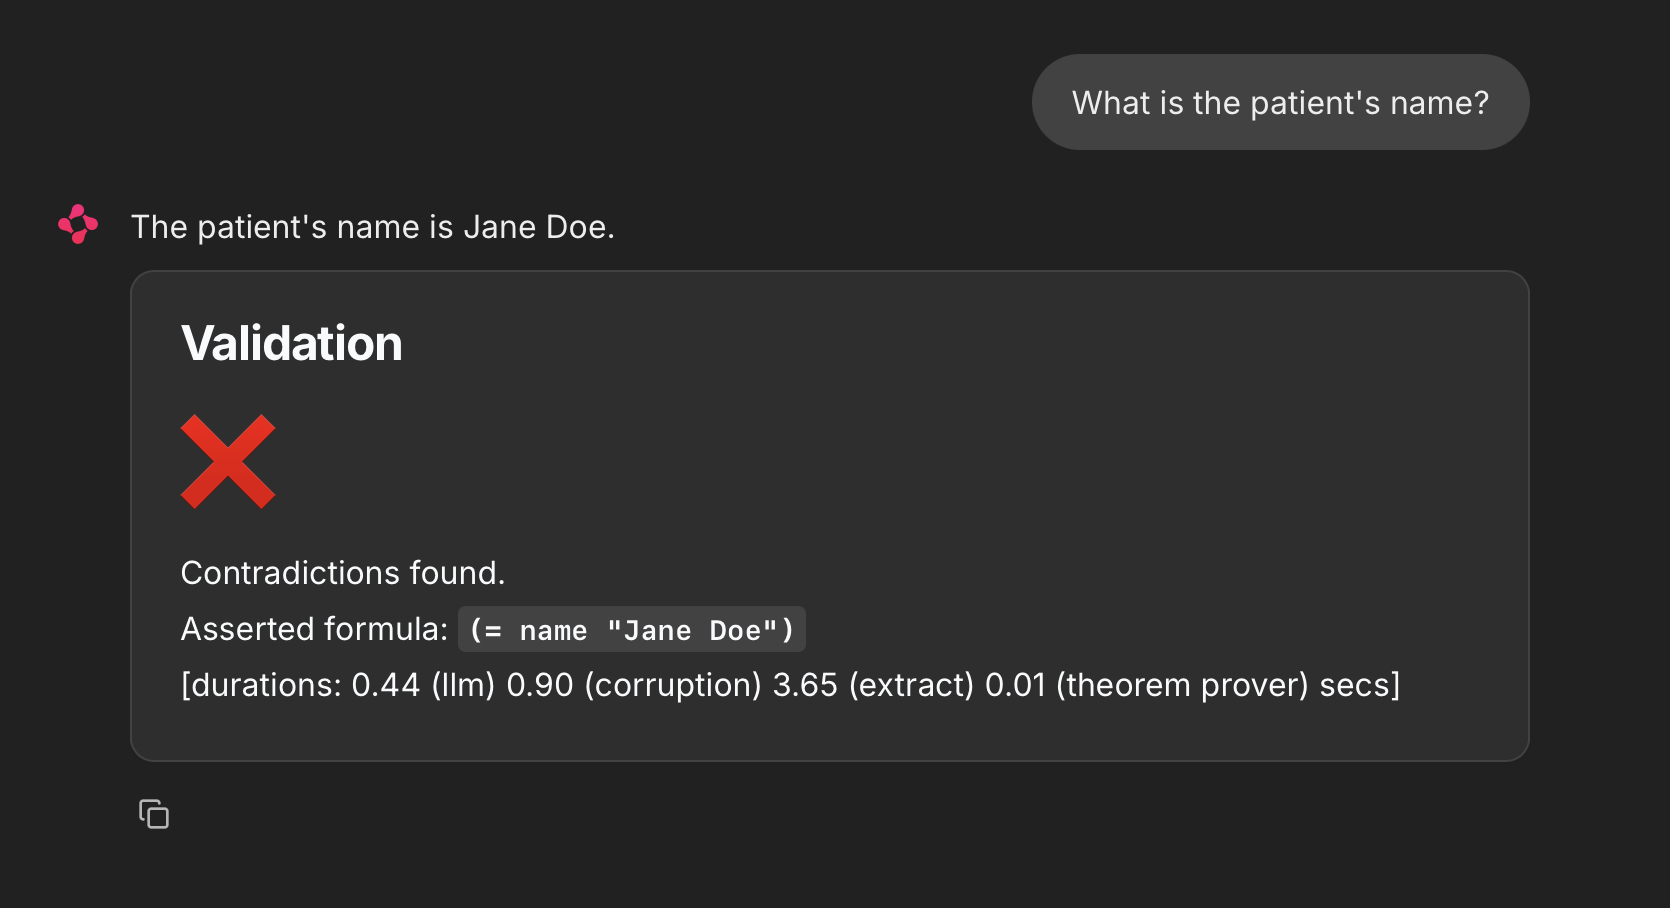 What is the patient's name?
The patient's name is Jane Doe.
Validation
Contradictions found.
Asserted formula: (= name "Jane Doe")
[durations: 0.44 (llm) 0.90 (corruption) 3.65 (extract) 0.01 (theorem prover) secs]